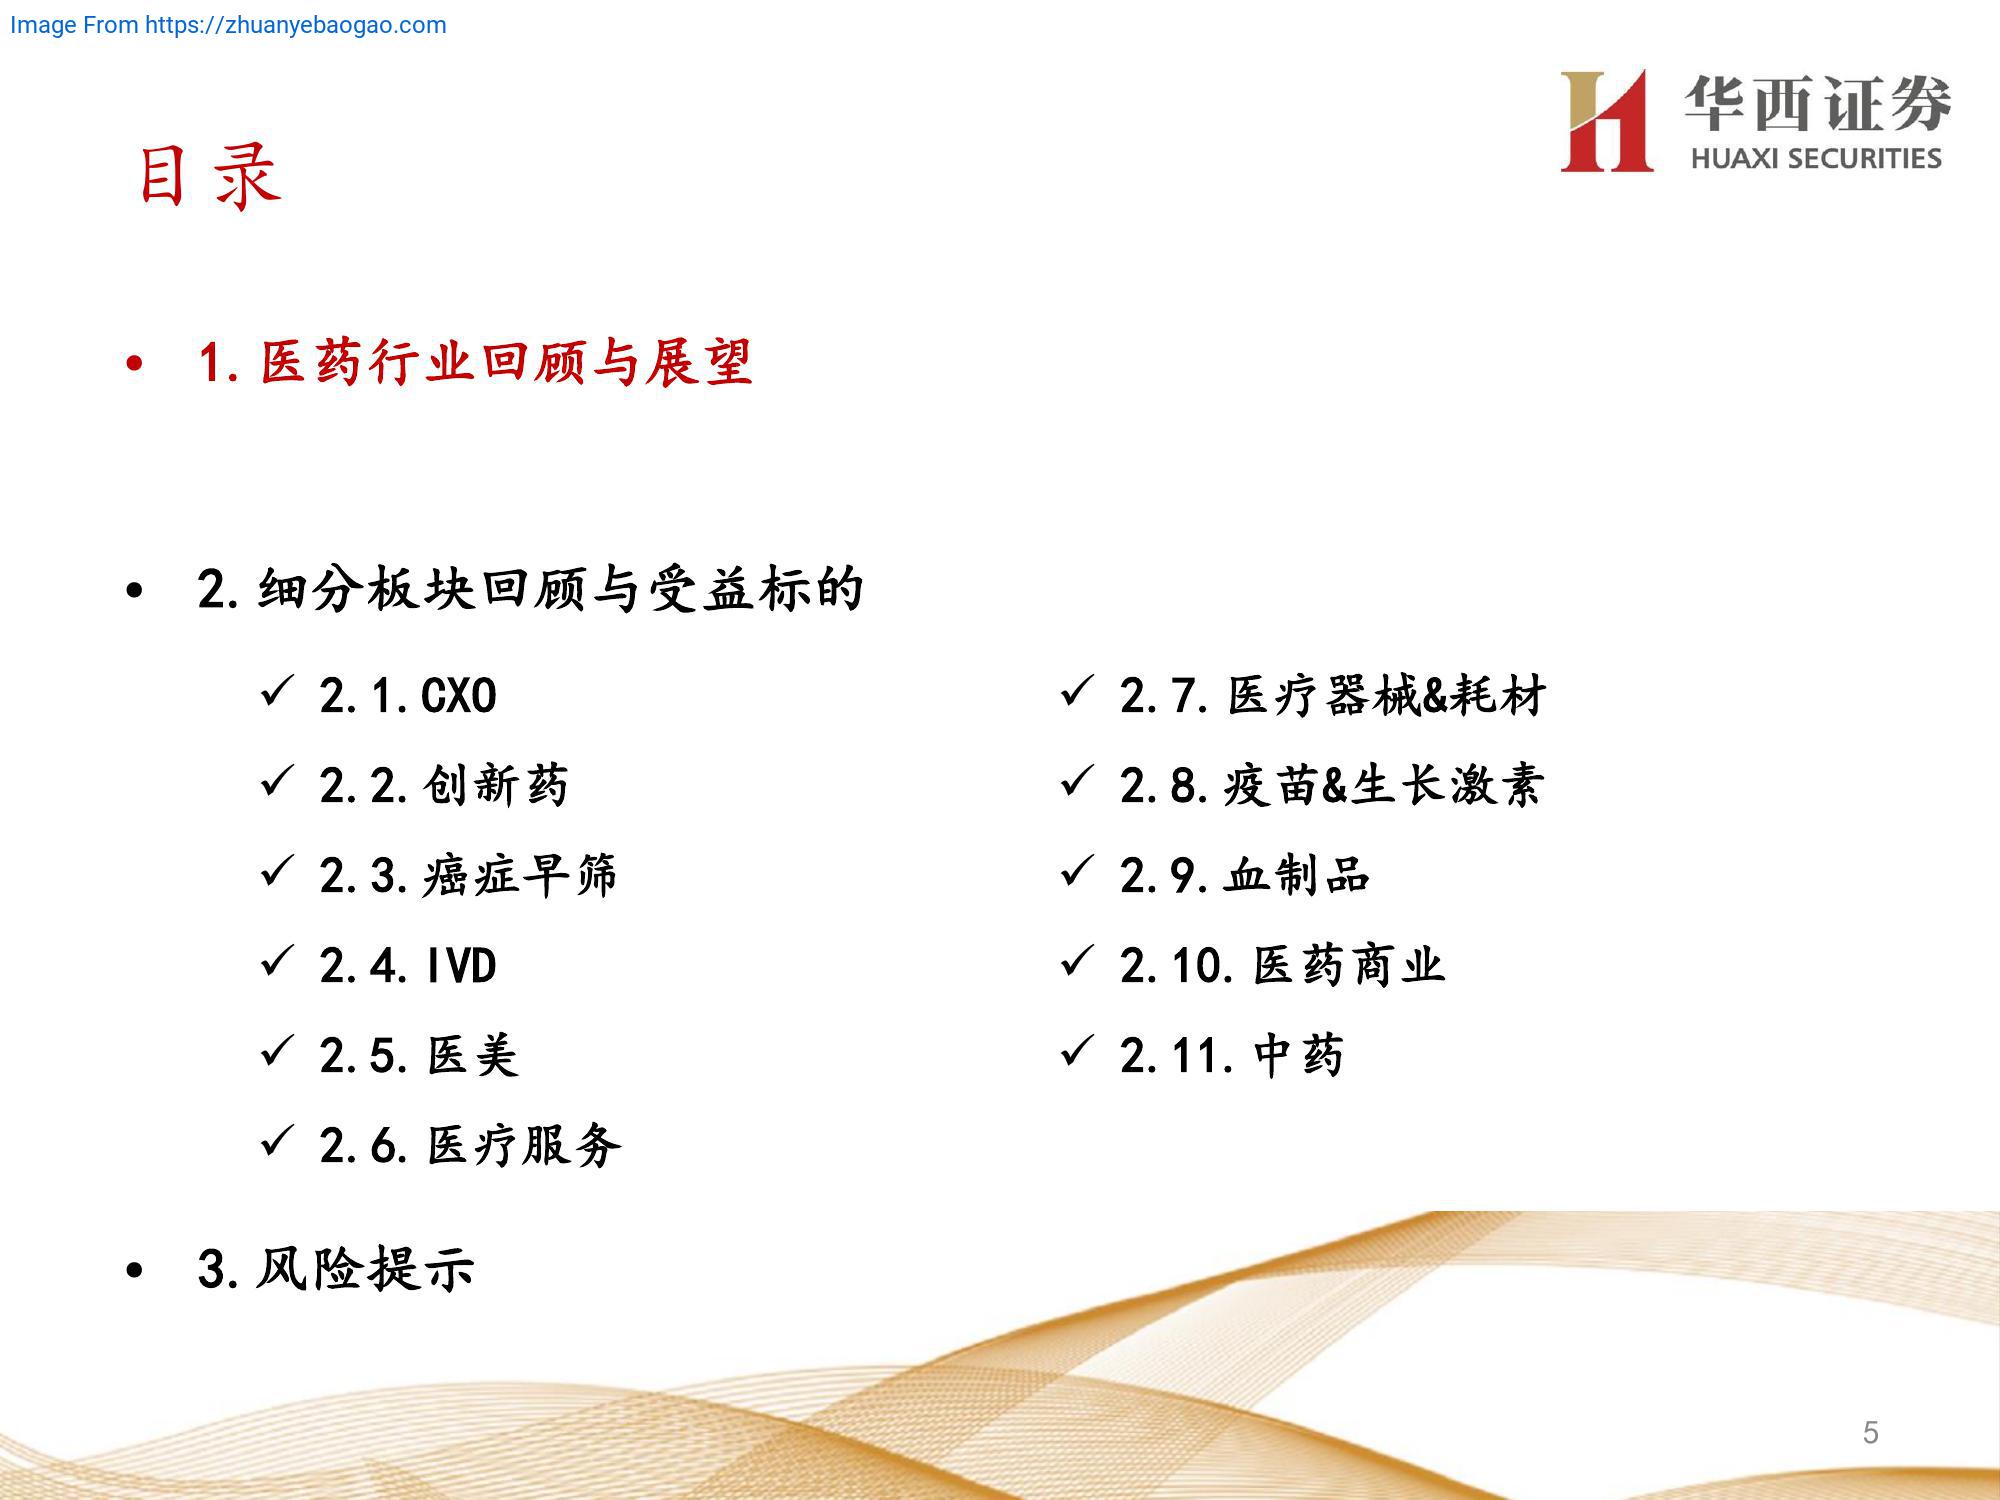 Image From https://zhuanyebaogao.com
华西证券
HUAXI SECURITIES
目录
• 1.医药行业回顾与展望
• 2.细分板块回顾与受益标的
✓ 2.1.CXO
✓ 2.2.创新药
✓ 2.3.癌症早筛
✓ 2.4.IVD
✓ 2.5.医美
✓ 2.6.医疗服务
✓ 2.7.医疗器械&耗材
✓ 2.8.疫苗&生长激素
✓ 2.9.血制品
✓ 2.10.医药商业
✓ 2.11.中药
• 3.风险提示
5